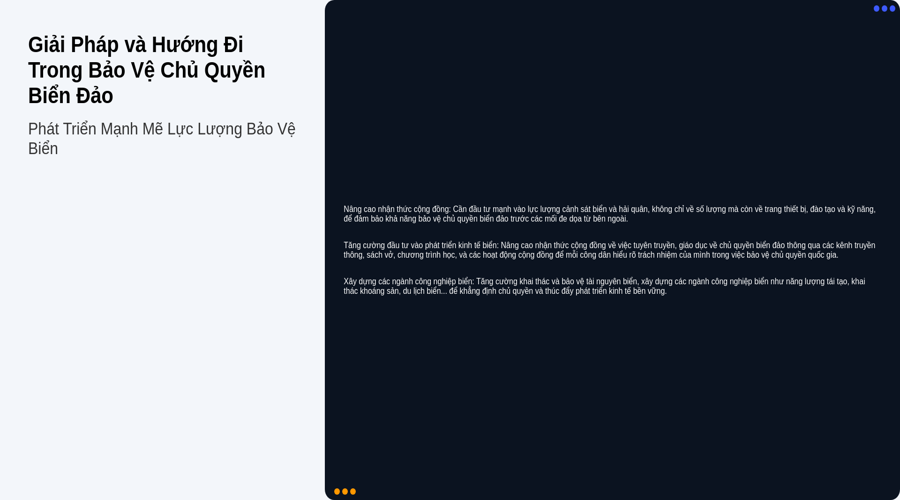 Giải Pháp và Hướng Đi
Trong Bảo Vệ Chủ Quyền
Biển Đảo
Phát Triển Mạnh Mẽ Lực Lượng Bảo Vệ
Biển
Nâng cao nhận thức cộng đồng: Cần đầu tư mạnh vào lực lượng cảnh sát biển và hải quân, không chỉ về số lượng mà còn về trang thiết bị, đào tạo và kỹ năng,
để đảm bảo khả năng bảo vệ chủ quyền biển đảo trước các mối đe dọa từ bên ngoài.
Tăng cường đầu tư vào phát triển kinh tế biển: Nâng cao nhận thức cộng đồng về việc tuyên truyền, giáo dục về chủ quyền biển đảo thông qua các kênh truyền
thông, sách vở, chương trình học, và các hoạt động cộng đồng để mỗi công dân hiểu rõ trách nhiệm của mình trong việc bảo vệ chủ quyền quốc gia.
Xây dựng các ngành công nghiệp biển: Tăng cường khai thác và bảo vệ tài nguyên biển, xây dựng các ngành công nghiệp biển như năng lượng tái tạo, khai
thác khoáng sản, du lịch biển... để khẳng định chủ quyền và thúc đẩy phát triển kinh tế bền vững.